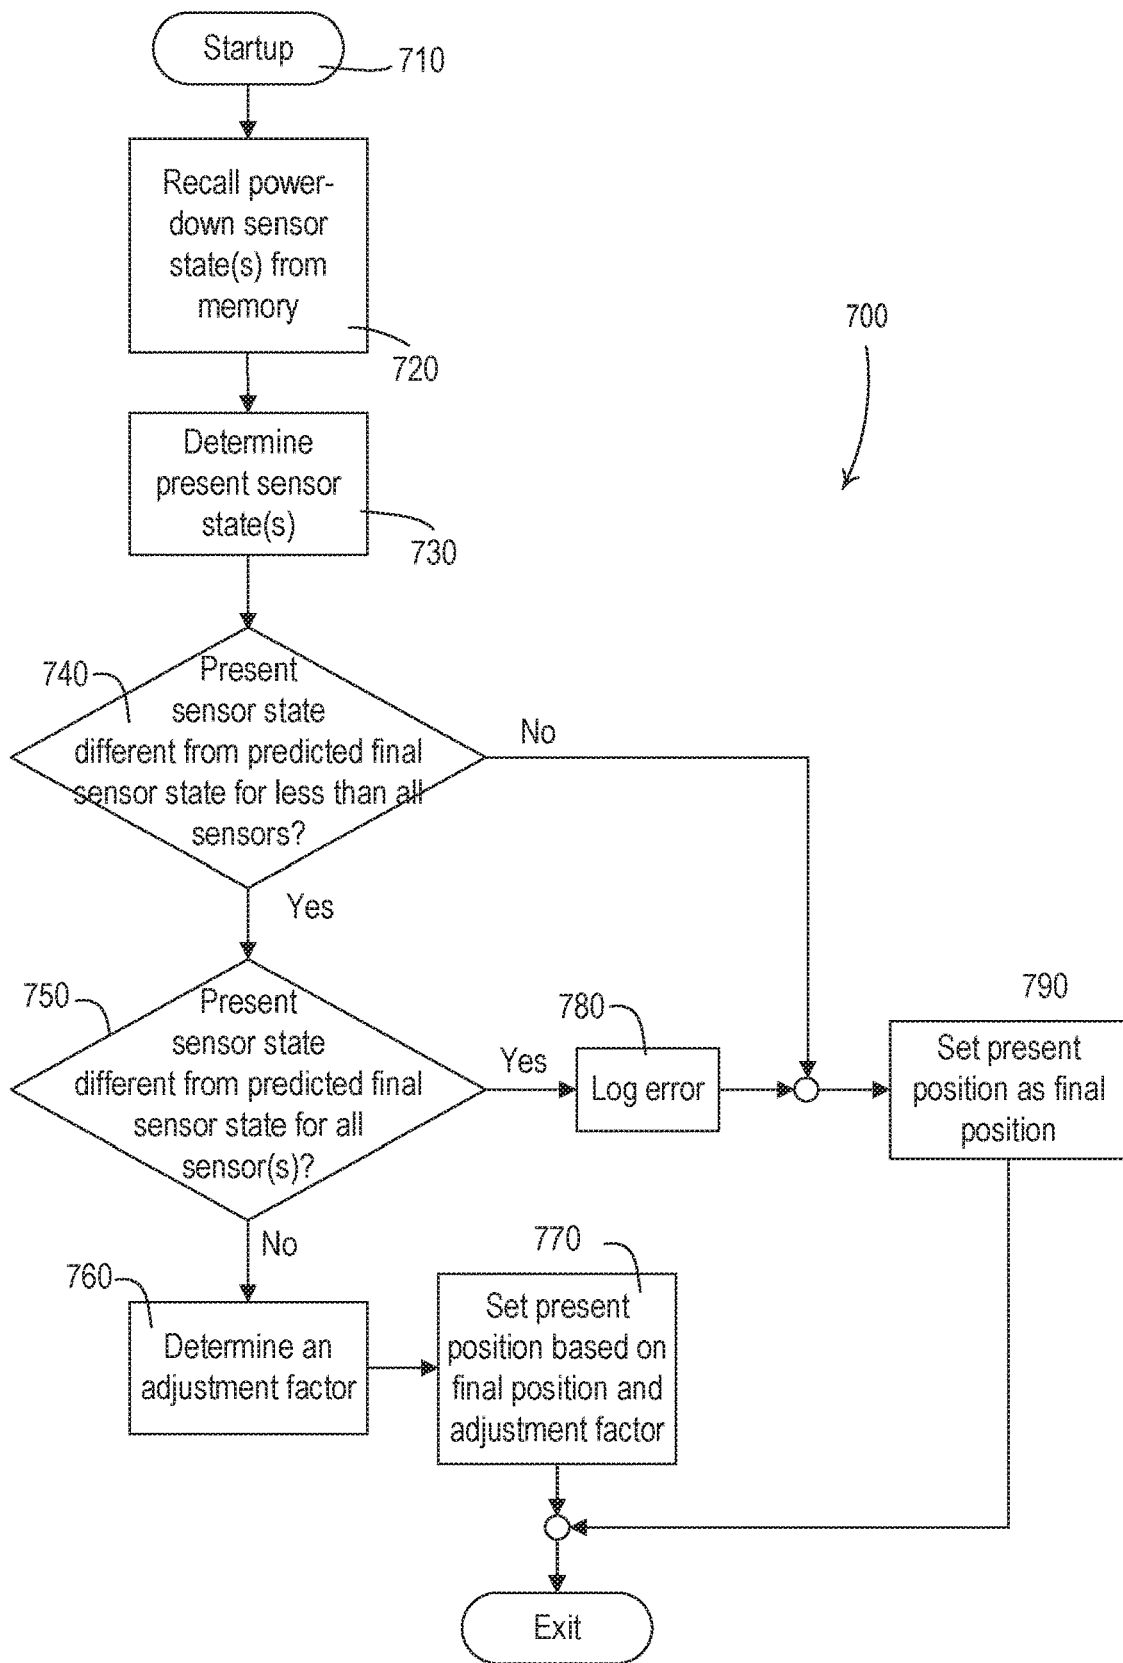 Startup
710
Recall power-
down sensor
state(s) from
memory
720
700
Determine
present sensor
state(s)
730
740
Present
sensor state
different from predicted final
sensor state for less than all
sensors?
No
Yes
750
Present
sensor state
different from predicted final
sensor state for all
sensor(s)?
Yes
780
Log error
790
Set present
position as final
position
No
760
Determine an
adjustment factor
770
Set present
position based on
final position and
adjustment factor
Exit